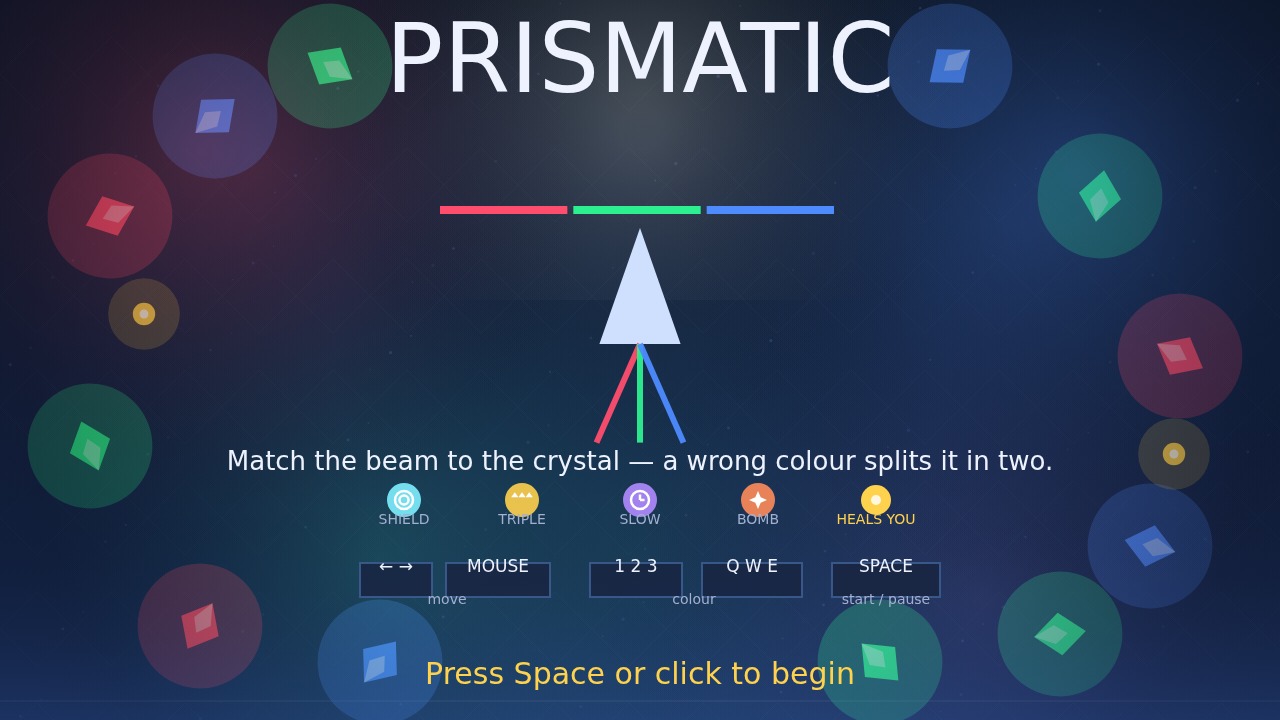 PRISMATIC
Match the beam to the crystal — a wrong colour splits it in two.
SHIELD TRIPLE SLOW BOMB HEALS YOU
← → MOUSE 1 2 3 Q W E SPACE
move colour start / pause
Press Space or click to begin